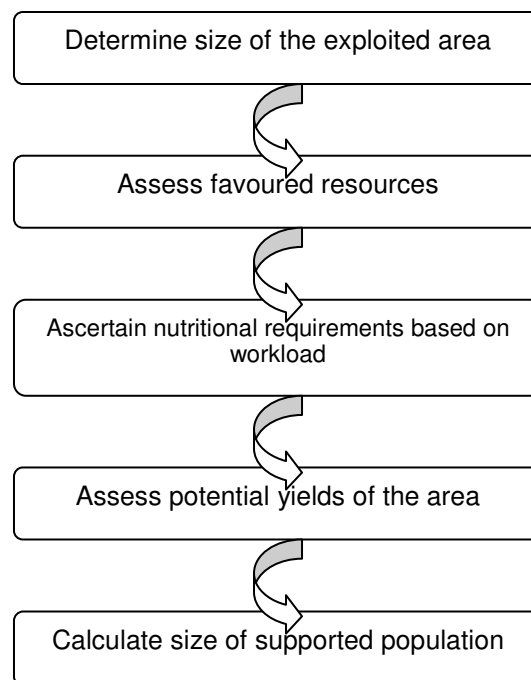 Determine size of the exploited area
Assess favoured resources
Ascertain nutritional requirements based on
workload
Assess potential yields of the area
Calculate size of supported population